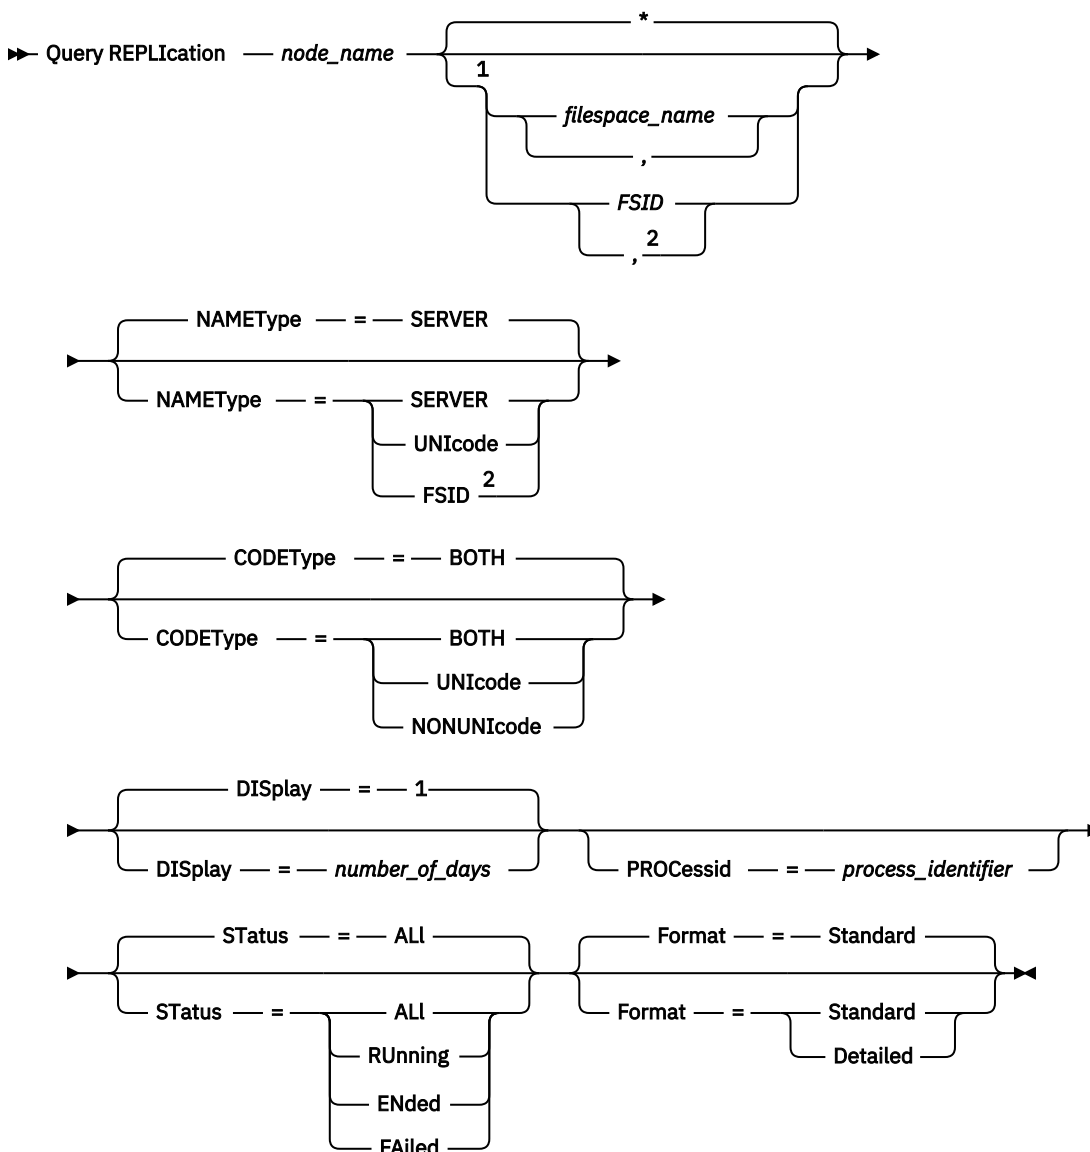 *
Query REPLIcation node_name
1
filespace_name
,
FSID
2
,
NAMEType = SERVER
NAMEType = SERVER
UNIcode
FSID 2
CODEType = BOTH
CODEType = BOTH
UNIcode
NONUNIcode
DISplay = 1
DISplay = number_of_days PROCessid = process_identifier
STatus = ALl Format = Standard
STatus = ALl Format = Standard
RUnning Detailed
ENded
FAiled